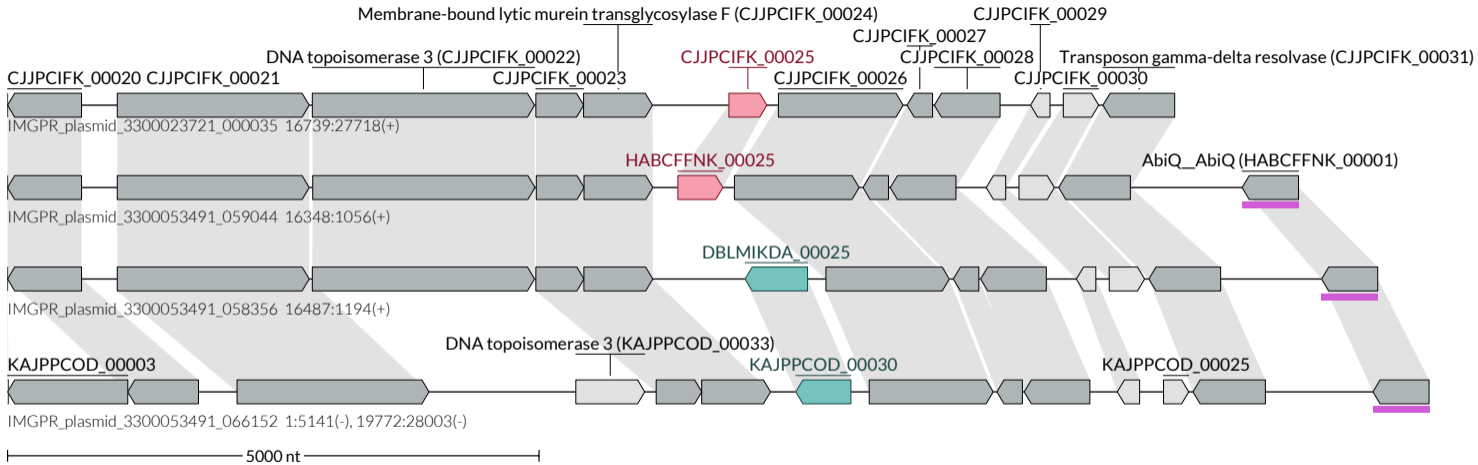 Membrane-bound lytic murein transglycosylase F (CJJPCIFK_00024)
CJJPCIFK_00029
CJJPCIFK_00027
DNA topoisomerase 3 (CJJPCIFK_00022)
CJJPCIFK_00025
CJJPCIFK_00028
Transposon gamma-delta resolvase (CJJPCIFK_00031)
CJJPCIFK_00020
CJJPCIFK_00021
CJJPCIFK_00023
CJJPCIFK_00026
CJJPCIFK_00030
IMGPR_plasmid_3300023721_000035 16739:27718(+)
HABCFFNK_00025
AbiQ__AbiQ (HABCFFNK_00001)
IMGPR_plasmid_3300053491_059044 16348:1056(+)
DBLMIKDA_00025
IMGPR_plasmid_3300053491_058356 16487:1194(+)
DNA topoisomerase 3 (KAJPPCOD_00033)
KAJPPCOD_00003
KAJPPCOD_00030
KAJPPCOD_00025
IMGPR_plasmid_3300053491_066152 1:5141(-), 19772:28003(-)
5000 nt